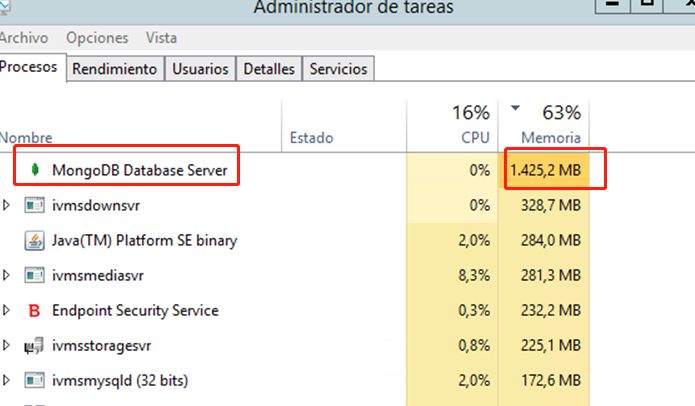 Administrador de tareas
Archivo Opciones Vista
Procesos Rendimiento Usuarios Detalles Servicios
16% 63%
Nombre Estado CPU Memoria
MongoDB Database Server 0% 1.425,2 MB
ivmsdownsvr 0% 328,7 MB
Java(TM) Platform SE binary 2,0% 284,0 MB
ivmsmediasvr 8,3% 281,3 MB
B Endpoint Security Service 0,3% 232,2 MB
ivmsstoragesvr 0,8% 225,1 MB
ivmsmysqld (32 bits) 2,0% 172,6 MB